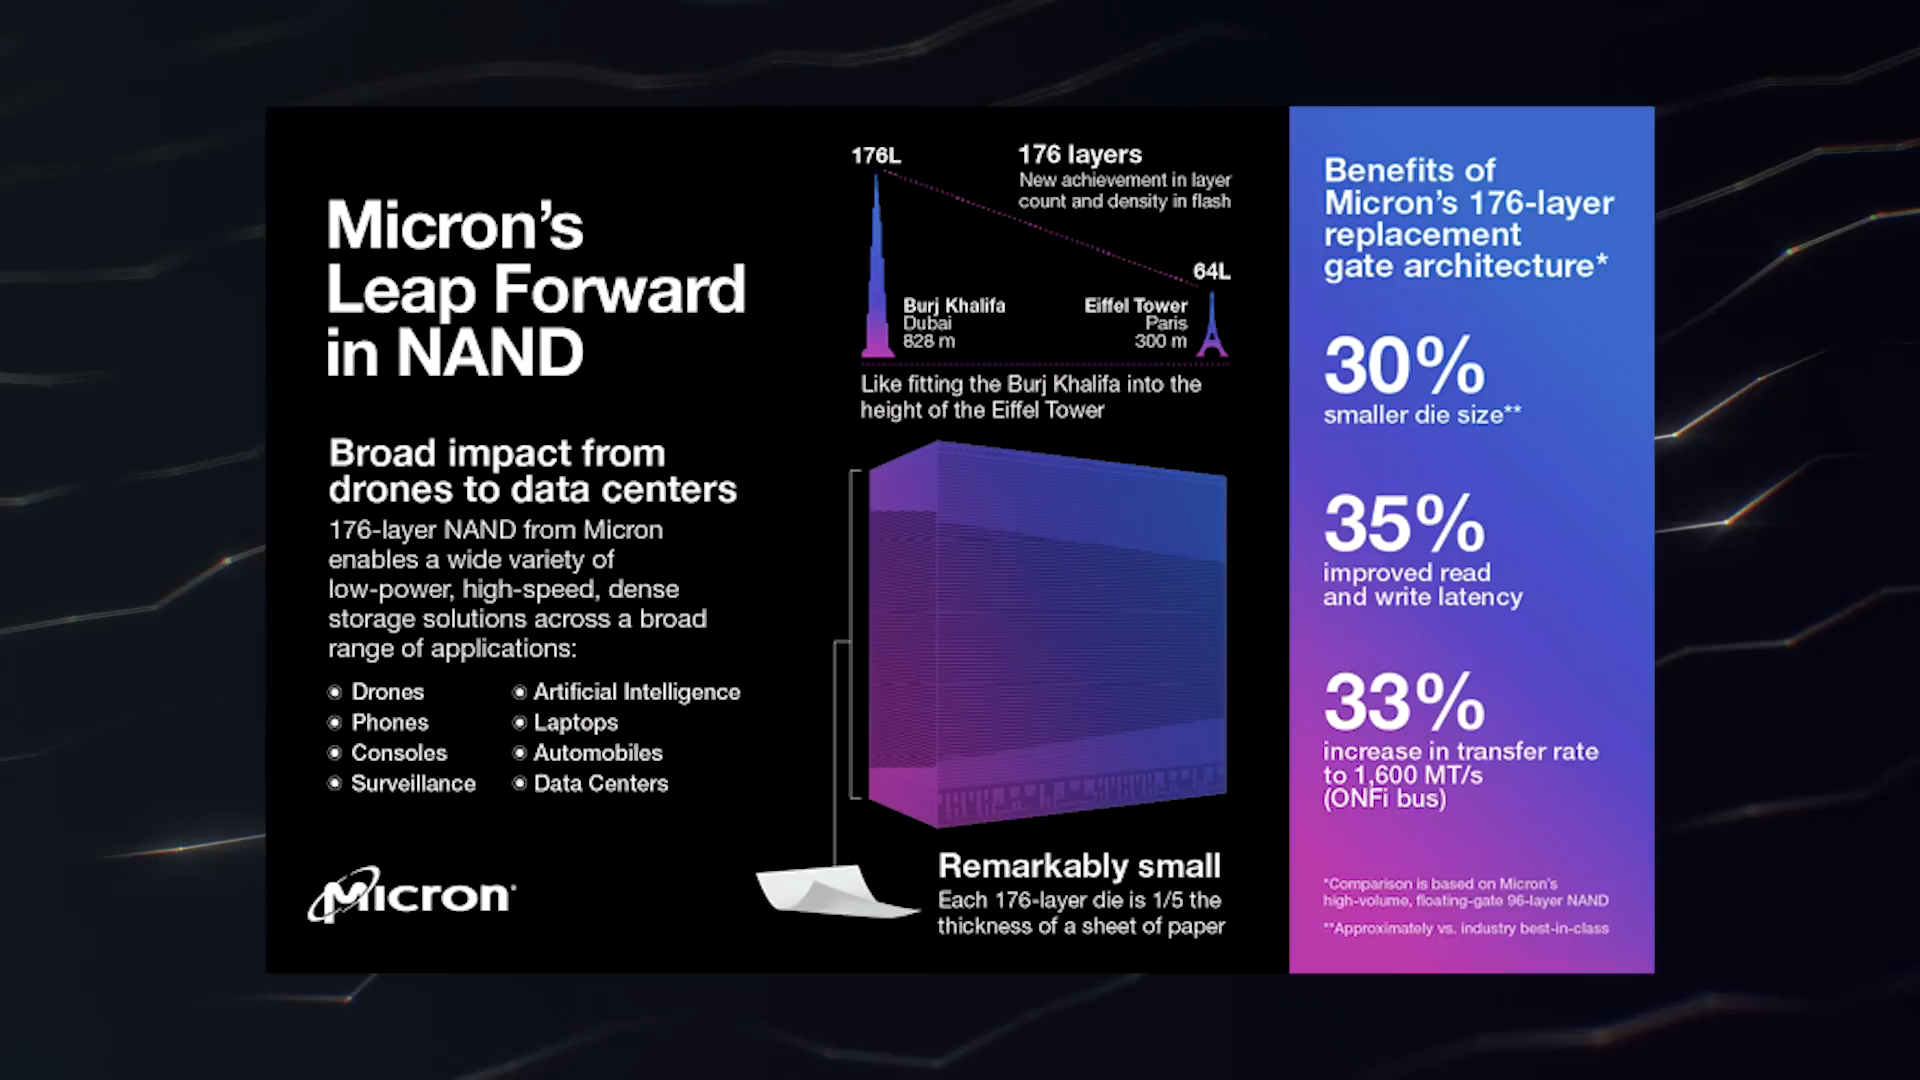 Micron's
Leap Forward
in NAND
Broad impact from
drones to data centers
176-layer NAND from Micron
enables a wide variety of
low-power, high-speed, dense
storage solutions across a broad
range of applications:
Drones
Phones
Consoles
Surveillance
Artificial Intelligence
Laptops
Automobiles
Data Centers
Micron
176L
176 layers
New achievement in layer
count and density in flash
64L
Burj Khalifa
Dubai
828 m
Eiffel Tower
Paris
300 m
Like fitting the Burj Khalifa into the
height of the Eiffel Tower
Remarkably small
Each 176-layer die is 1/5 the
thickness of a sheet of paper
Benefits of
Micron's 176-layer
replacement
gate architecture*
30%
smaller die size**
35%
improved read
and write latency
33%
increase in transfer rate
to 1,600 MT/s
(ONFi bus)
*Comparison is based on Micron's
high-volume, floating-gate 96-layer NAND
**Approximately vs. industry best-in-class